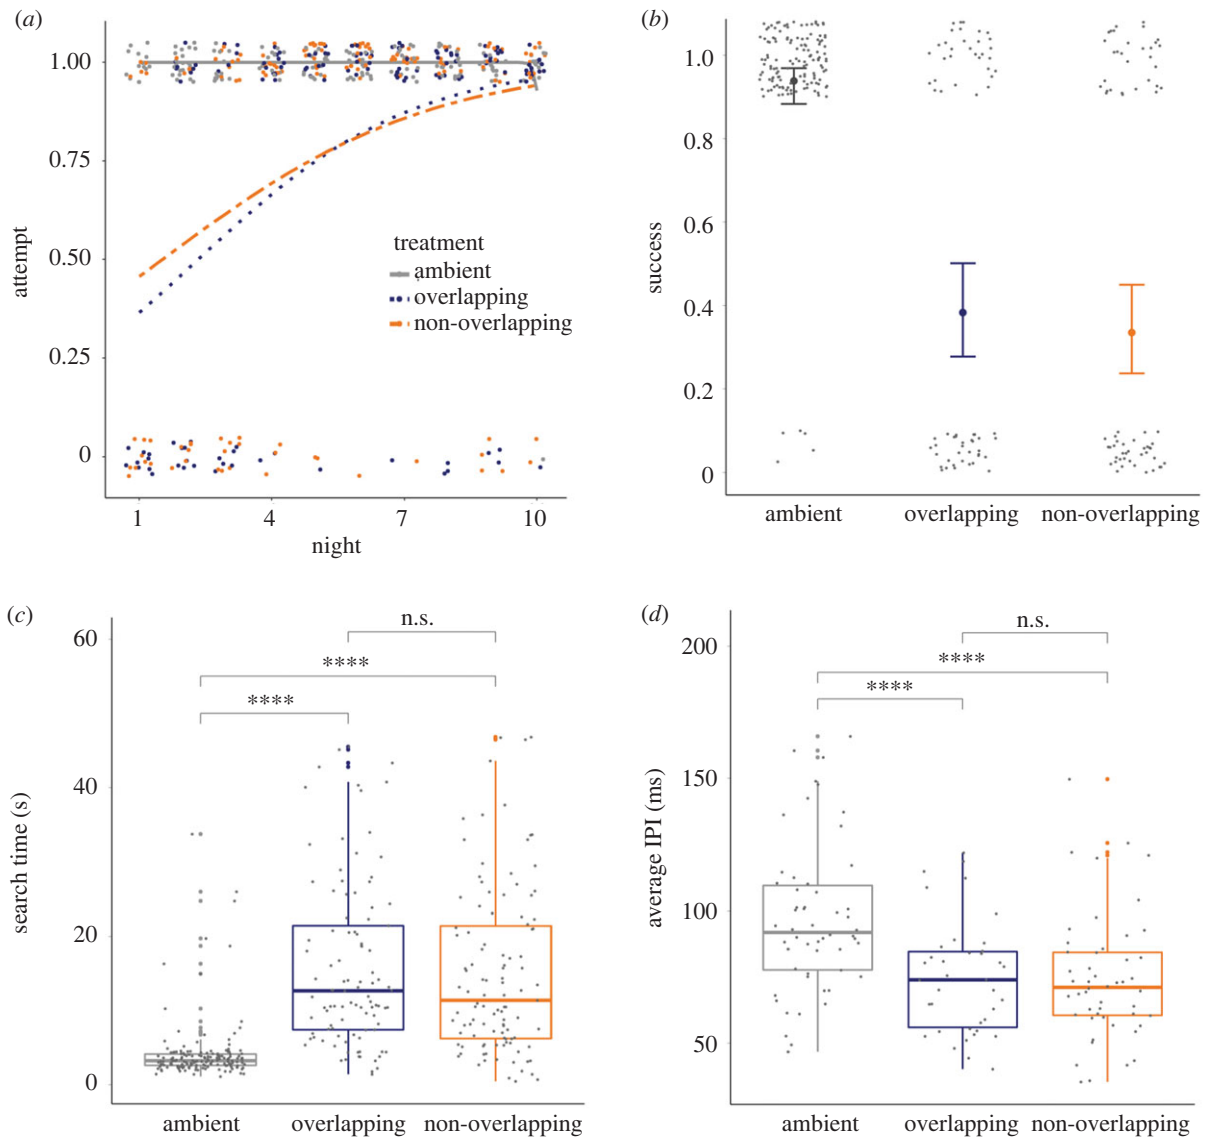 (a)
attempt
1.00
0.75
0.50
0.25
0
treatment
ambient
overlapping
non-overlapping
1 4 7 10
night
(b)
success
1.0
0.8
0.6
0.4
0.2
0
ambient overlapping non-overlapping
(c)
search time (s)
60
40
20
0
n.s.
****
****
ambient overlapping non-overlapping
(d)
average IPI (ms)
200
150
100
50
n.s.
****
****
ambient overlapping non-overlapping